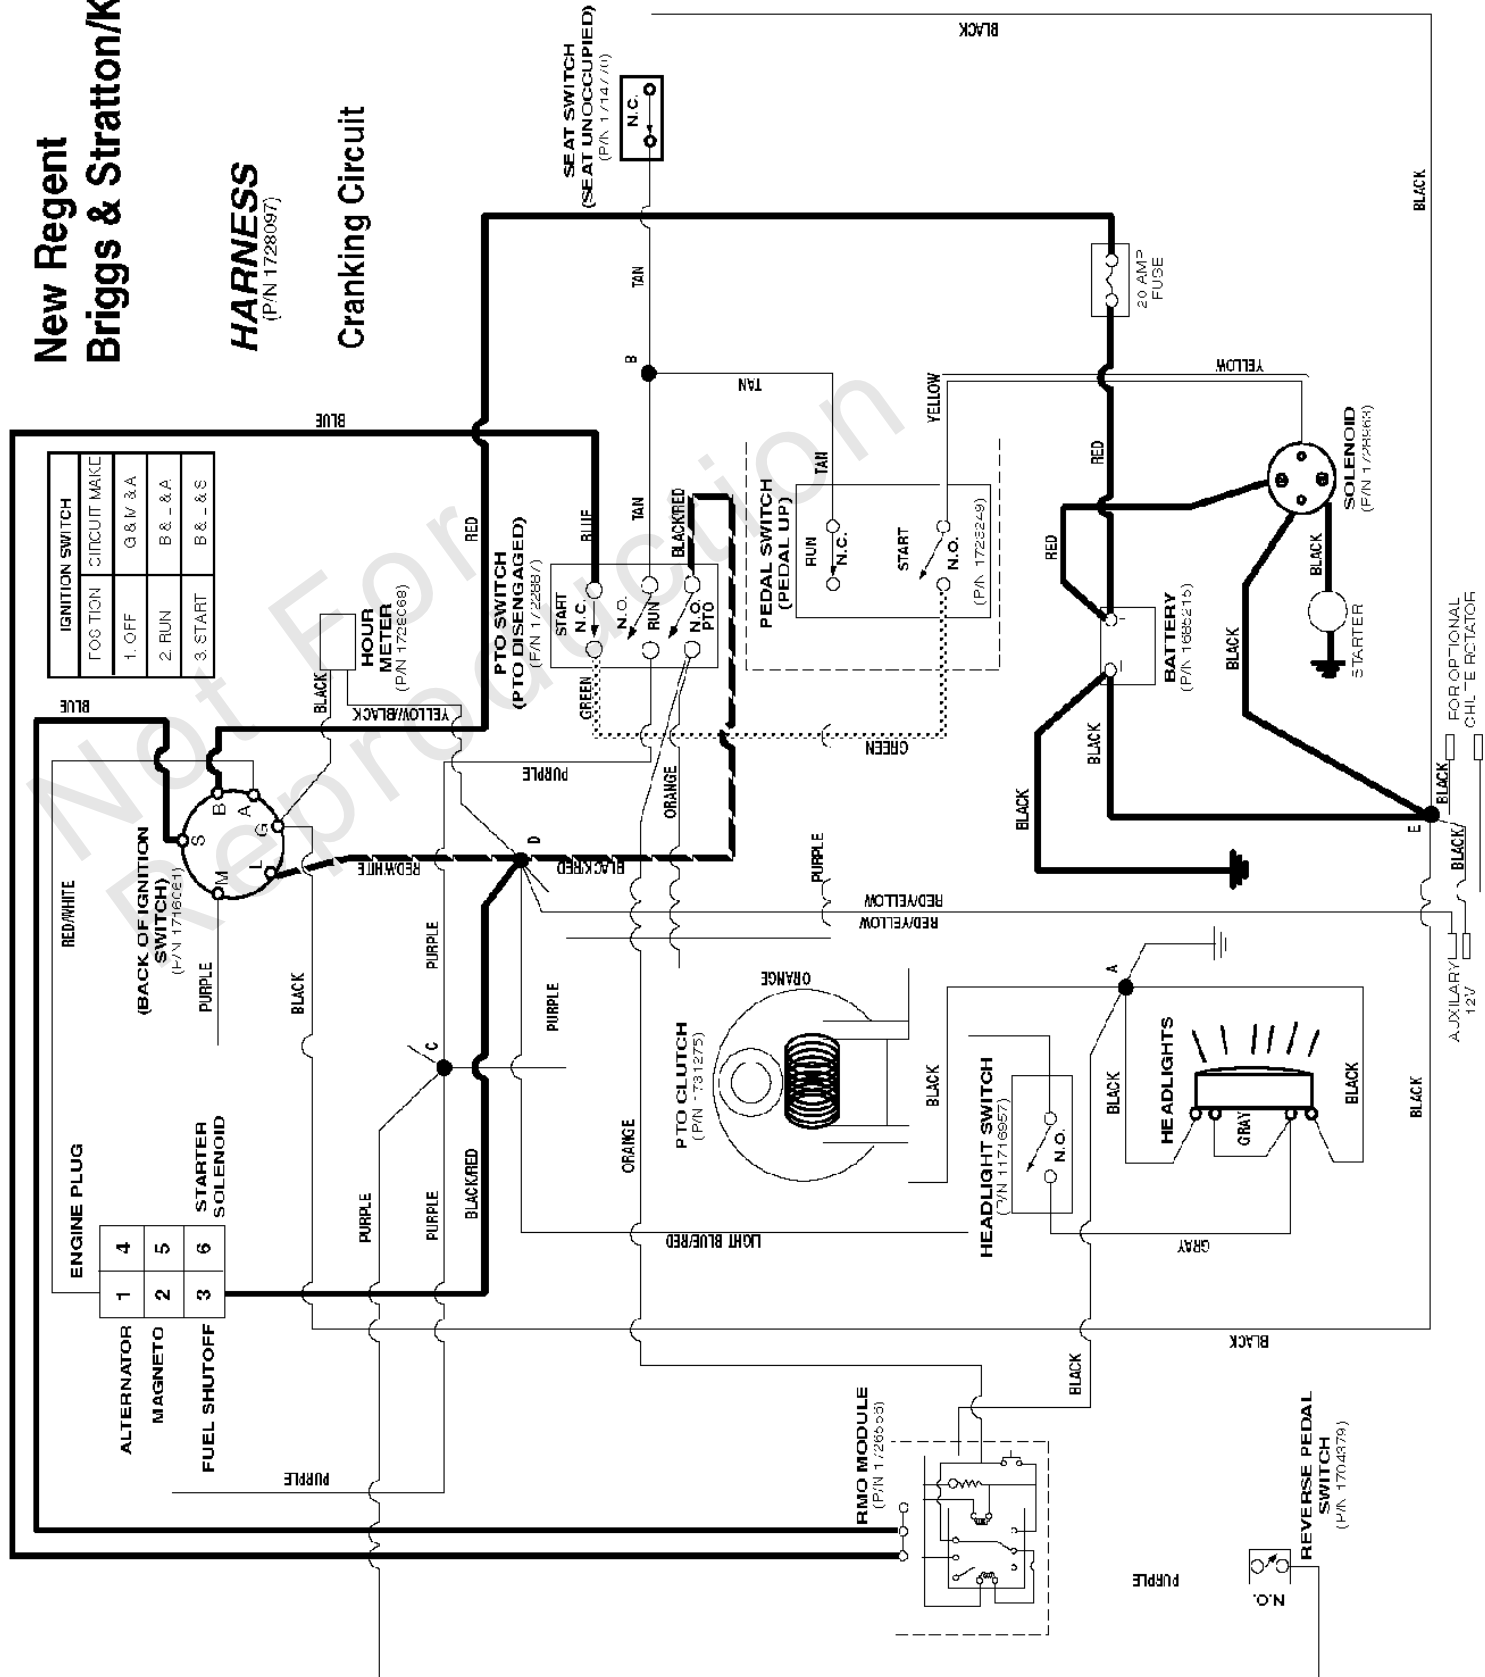 New Regent
Briggs & Stratton/K
HARNESS
(P/N 1728097)
Cranking Circuit
IGNITION SWITCH
POSITION CIRCUIT MAKE
1. OFF G & M & A
2. RUN B & L & A
3. START B & L & S
Not For
Reproduction
SEAT SWITCH
(SEAT UNOCCUPIED)
N.C.
BLACK
BLACK
TAN
B
TAN
TAN
TAN
BLUE
BLUE
BLUE
RED
20 AMP
FUSE
HOUR
METER
BLACK
YELLOW/BLACK
PTO SWITCH
(PTO DISENGAGED)
START
N.C.
N.O.
RUN
N.O.
PTO
BLACK/RED
GREEN
GREEN
PURPLE
ORANGE
PEDAL SWITCH
(PEDAL UP)
RUN
N.C.
START
N.O.
YELLOW
YELLOW
RED
RED
SOLENOID
BLACK
STARTER
BATTERY
BLACK
BLACK
BLACK
E
BLACK
BLACK
FOR OPTIONAL
AUXILARY
12V
(BACK OF IGNITION
SWITCH)
S
B
A
G
L
M
RED/WHITE
RED/WHITE
PURPLE
BLACK
D
BLACK/RED
PURPLE
RED/YELLOW
RED/YELLOW
PURPLE
PURPLE
C
ENGINE PLUG
1 4
2 5
3 6
ALTERNATOR
MAGNETO
FUEL SHUTOFF
STARTER
SOLENOID
PURPLE
PURPLE
BLACK/RED
PURPLE
ORANGE
LIGHT BLUE/RED
PTO CLUTCH
ORANGE
BLACK
HEADLIGHT SWITCH
(P/N 11716957)
N.O.
GRAY
A
BLACK
HEADLIGHTS
GRAY
BLACK
BLACK
BLACK
BLACK
RMO MODULE
PURPLE
REVERSE PEDAL
SWITCH
(P/N 1704379)
N.O.